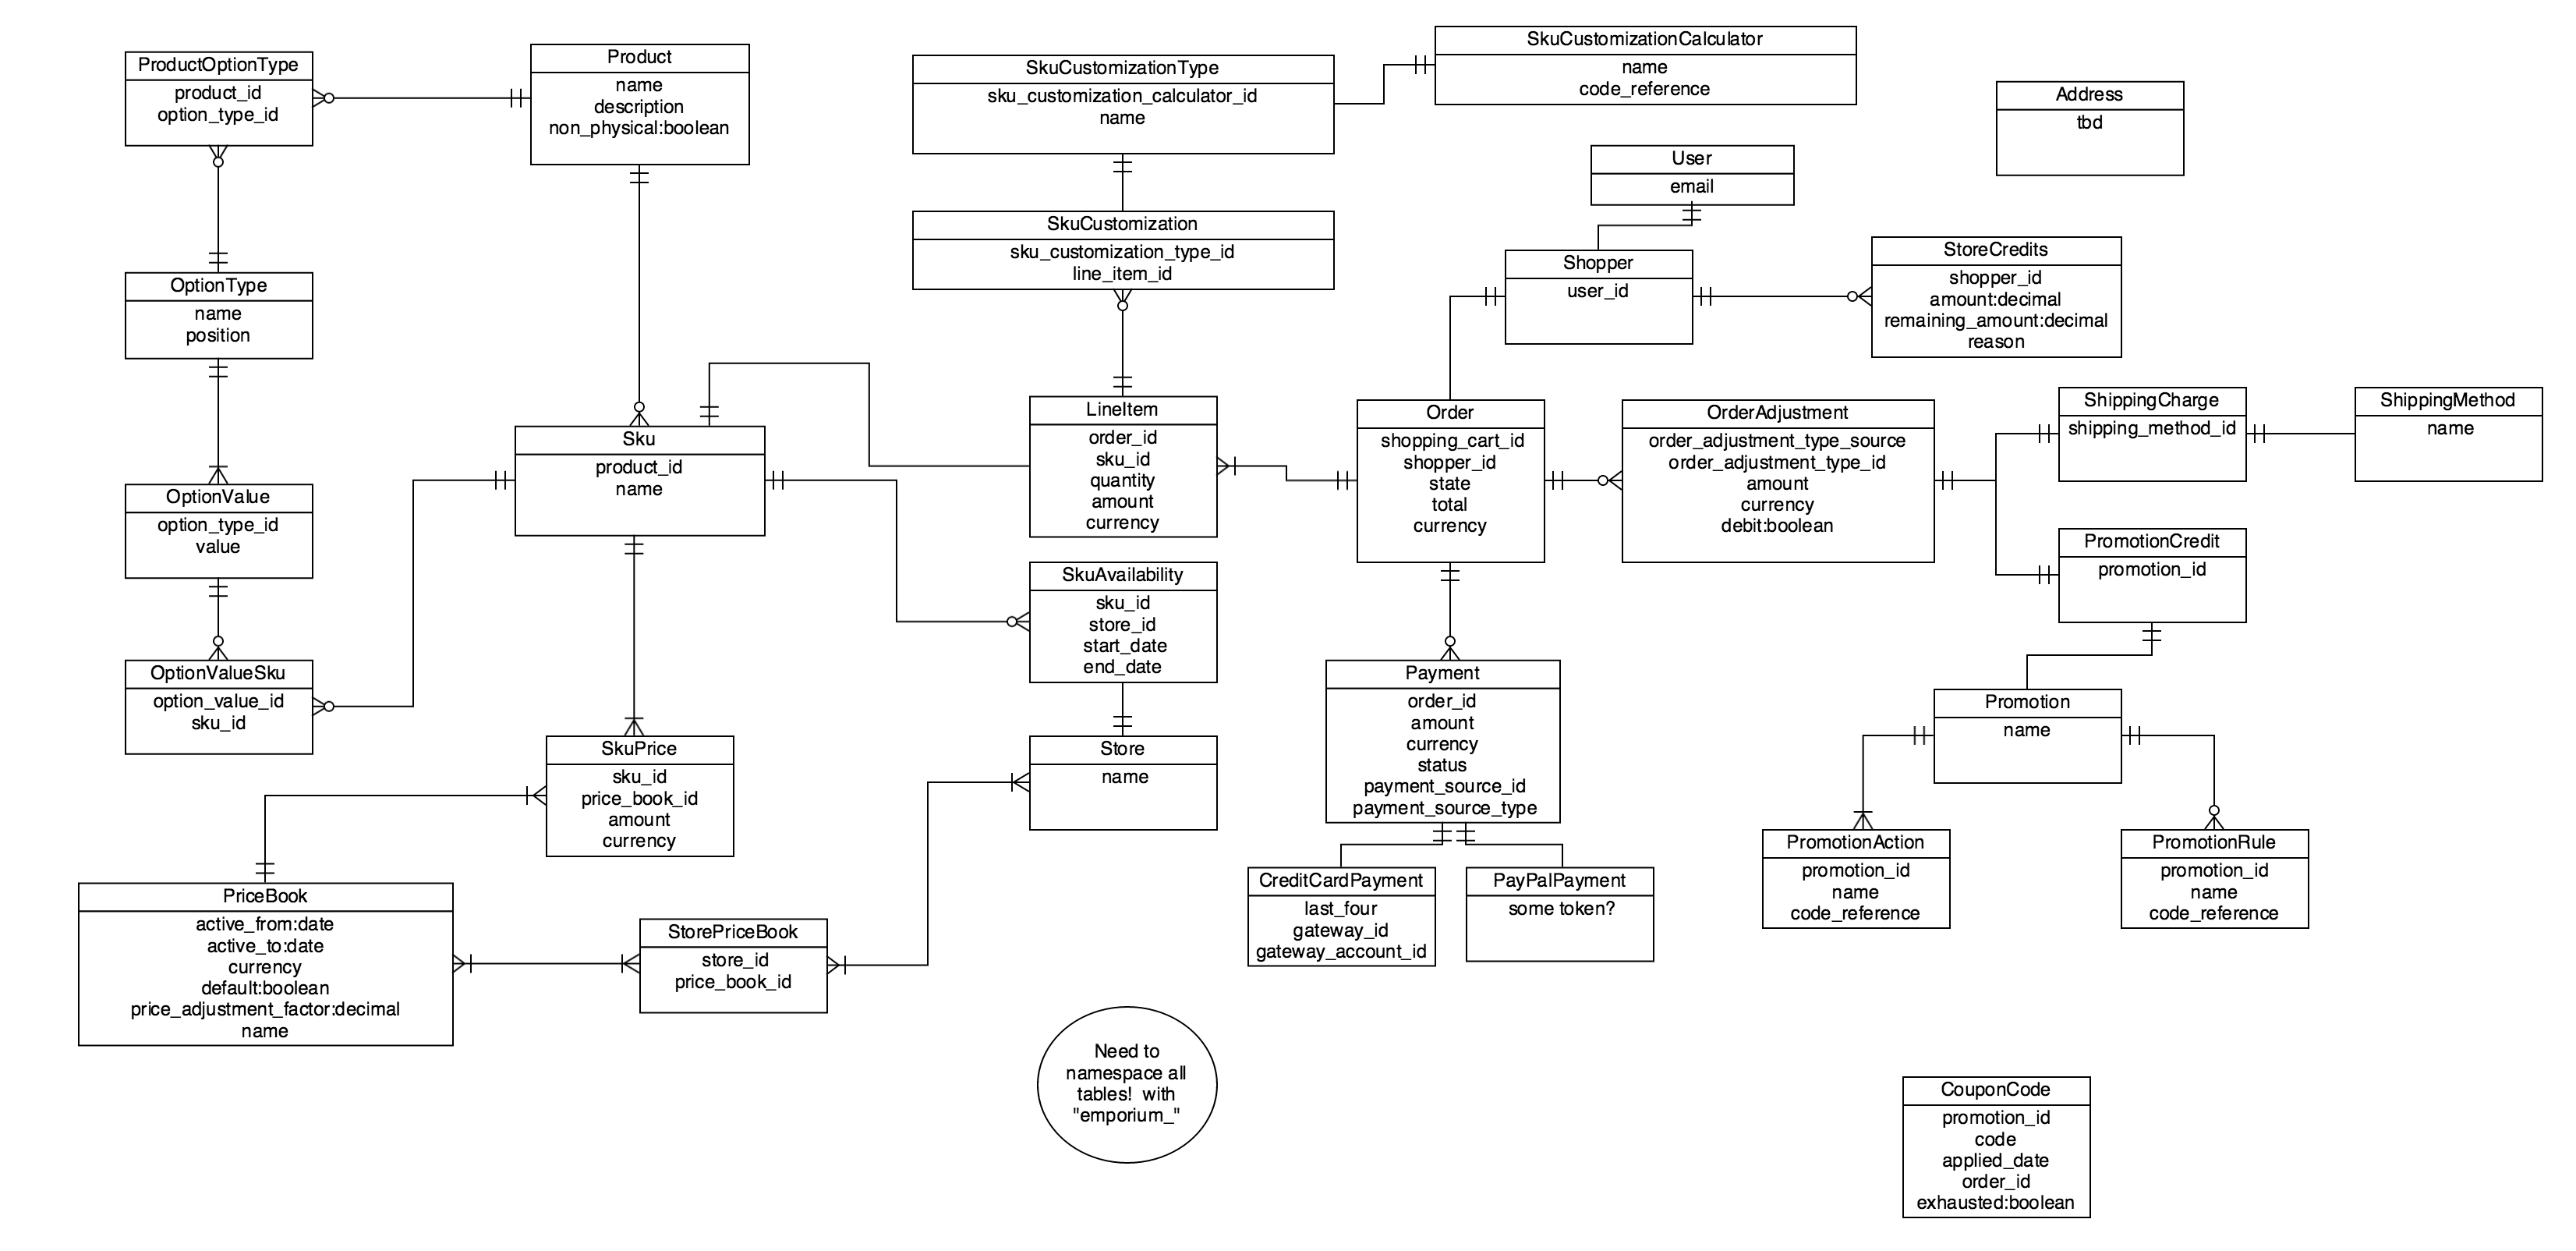 ProductOptionType
product_id
option_type_id
Product
name
description
non_physical:boolean
SkuCustomizationType
sku_customization_calculator_id
name
SkuCustomizationCalculator
name
code_reference
Address
tbd
User
email
SkuCustomization
sku_customization_type_id
line_item_id
Shopper
user_id
StoreCredits
shopper_id
amount:decimal
remaining_amount:decimal
reason
OptionType
name
position
Sku
product_id
name
LineItem
order_id
sku_id
quantity
amount
currency
Order
shopping_cart_id
shopper_id
state
total
currency
OrderAdjustment
order_adjustment_type_source
order_adjustment_type_id
amount
currency
debit:boolean
ShippingCharge
shipping_method_id
ShippingMethod
name
OptionValue
option_type_id
value
SkuAvailability
sku_id
store_id
start_date
end_date
PromotionCredit
promotion_id
OptionValueSku
option_value_id
sku_id
SkuPrice
sku_id
price_book_id
amount
currency
Store
name
Payment
order_id
amount
currency
status
payment_source_id
payment_source_type
Promotion
name
PromotionAction
promotion_id
name
code_reference
PromotionRule
promotion_id
name
code_reference
CreditCardPayment
last_four
gateway_id
gateway_account_id
PayPalPayment
some token?
PriceBook
active_from:date
active_to:date
currency
default:boolean
price_adjustment_factor:decimal
name
StorePriceBook
store_id
price_book_id
Need to
namespace all
tables!  with
"emporium_"
CouponCode
promotion_id
code
applied_date
order_id
exhausted:boolean